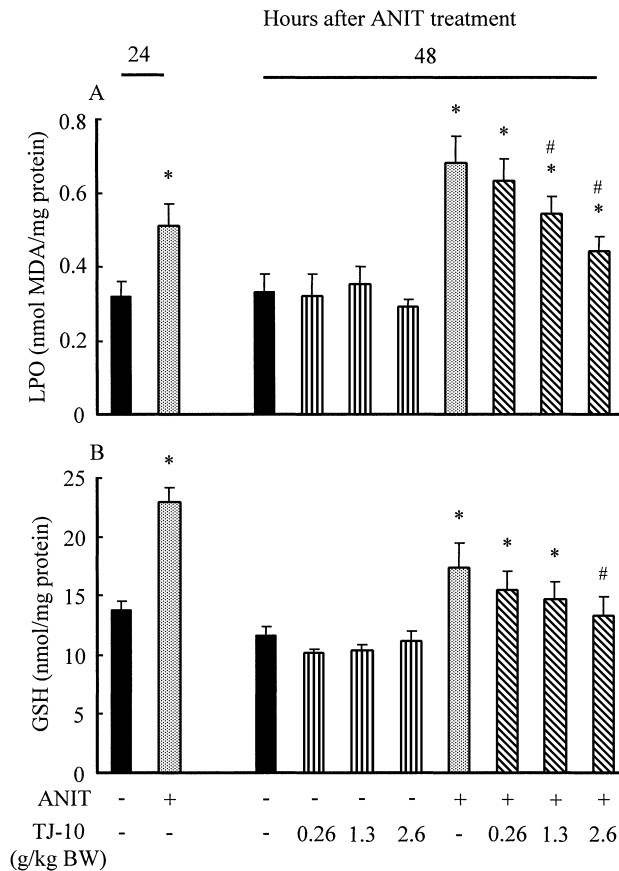 Hours after ANIT treatment
24 48
A
LPO (nmol MDA/mg protein)
0.8
0.6
0.4
0.2
0
* * * # * # *
B
GSH (nmol/mg protein)
25
20
15
10
5
0
* * * * #
ANIT - + - - - - + + + +
TJ-10 - - - 0.26 1.3 2.6 - 0.26 1.3 2.6
(g/kg BW)